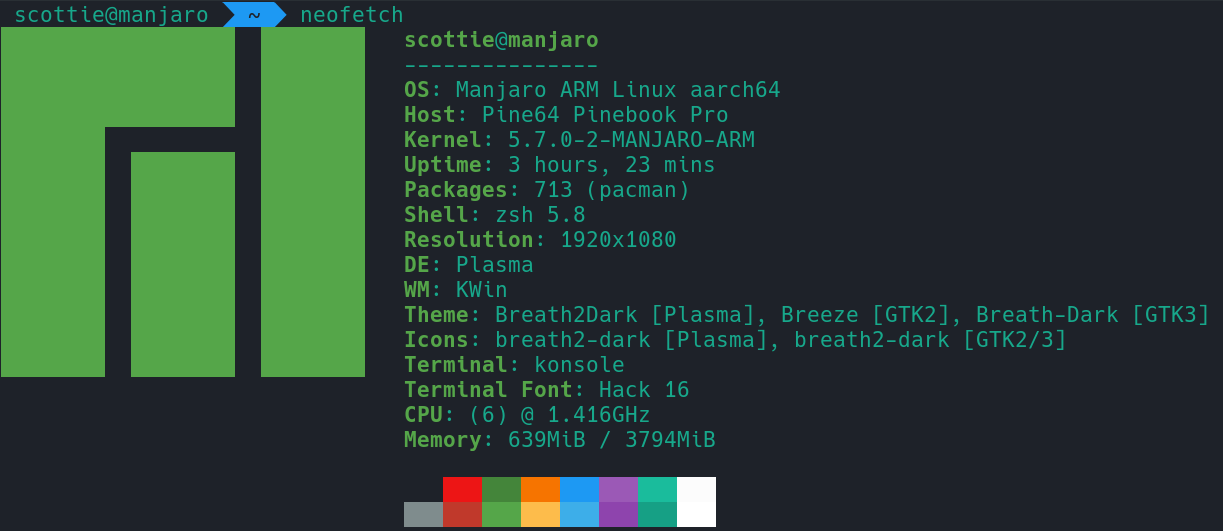 scottie@manjaro ~ neofetch
scottie@manjaro
---------------
OS: Manjaro ARM Linux aarch64
Host: Pine64 Pinebook Pro
Kernel: 5.7.0-2-MANJARO-ARM
Uptime: 3 hours, 23 mins
Packages: 713 (pacman)
Shell: zsh 5.8
Resolution: 1920x1080
DE: Plasma
WM: KWin
Theme: Breath2Dark [Plasma], Breeze [GTK2], Breath-Dark [GTK3]
Icons: breath2-dark [Plasma], breath2-dark [GTK2/3]
Terminal: konsole
Terminal Font: Hack 16
CPU: (6) @ 1.416GHz
Memory: 639MiB / 3794MiB